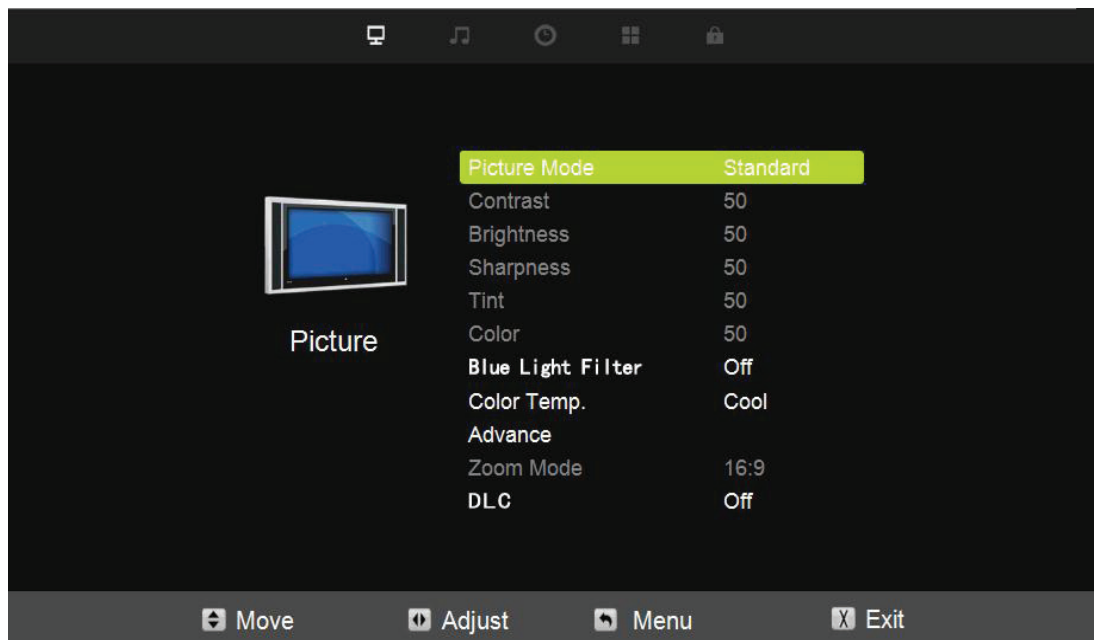 Picture Mode Standard
Contrast 50
Brightness 50
Sharpness 50
Tint 50
Picture
Color 50
Blue Light Filter Off
Color Temp. Cool
Advance
Zoom Mode 16:9
DLC Off
Move Adjust Menu X Exit